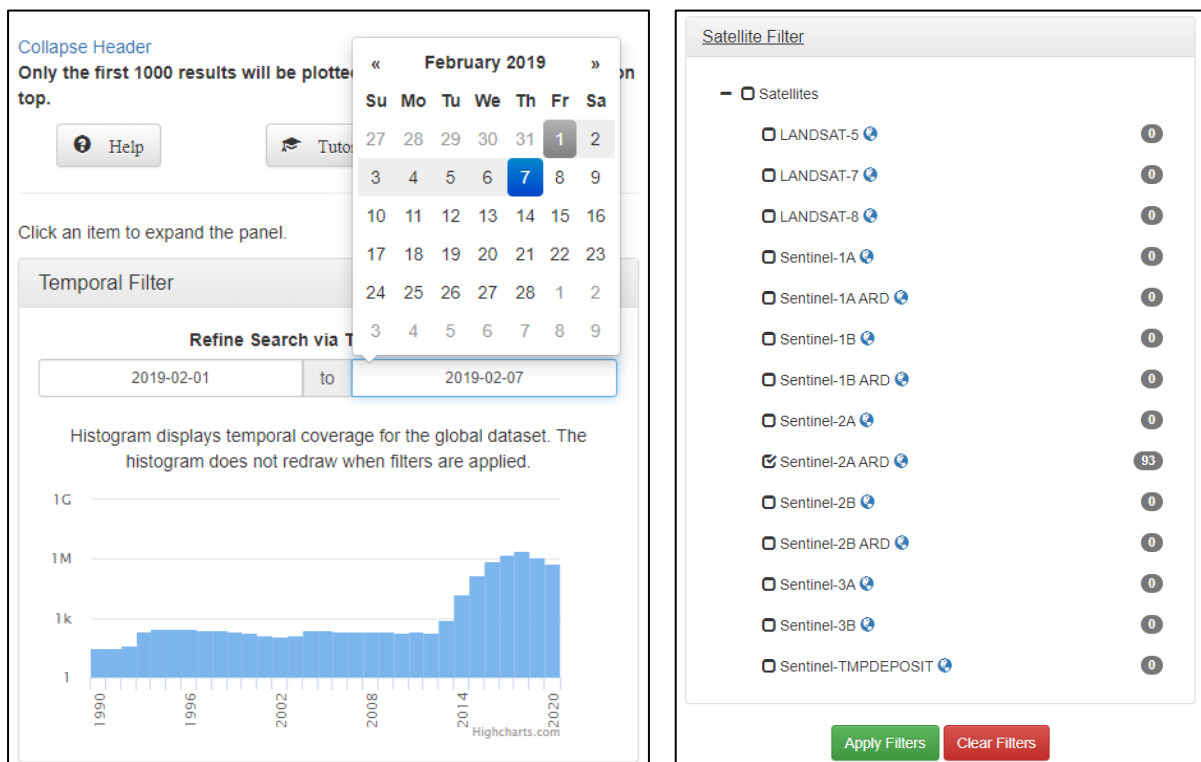 Collapse Header
Only the first 1000 results will be plotte
on
top.
Help
Tuto
« February 2019 »
Su Mo Tu We Th Fr Sa
27 28 29 30 31 1 2
3 4 5 6 7 8 9
10 11 12 13 14 15 16
17 18 19 20 21 22 23
24 25 26 27 28 1 2
3 4 5 6 7 8 9
Click an item to expand the panel.
Temporal Filter
Refine Search via T
2019-02-01 to 2019-02-07
Histogram displays temporal coverage for the global dataset. The
histogram does not redraw when filters are applied.
1G
1M
1k
1
1990 1996 2002 2008 2014 2020
Highcharts.com
Satellite Filter
Satellites
LANDSAT-5 0
LANDSAT-7 0
LANDSAT-8 0
Sentinel-1A 0
Sentinel-1A ARD 0
Sentinel-1B 0
Sentinel-1B ARD 0
Sentinel-2A 0
Sentinel-2A ARD 93
Sentinel-2B 0
Sentinel-2B ARD 0
Sentinel-3A 0
Sentinel-3B 0
Sentinel-TMPDEPOSIT 0
Apply Filters Clear Filters